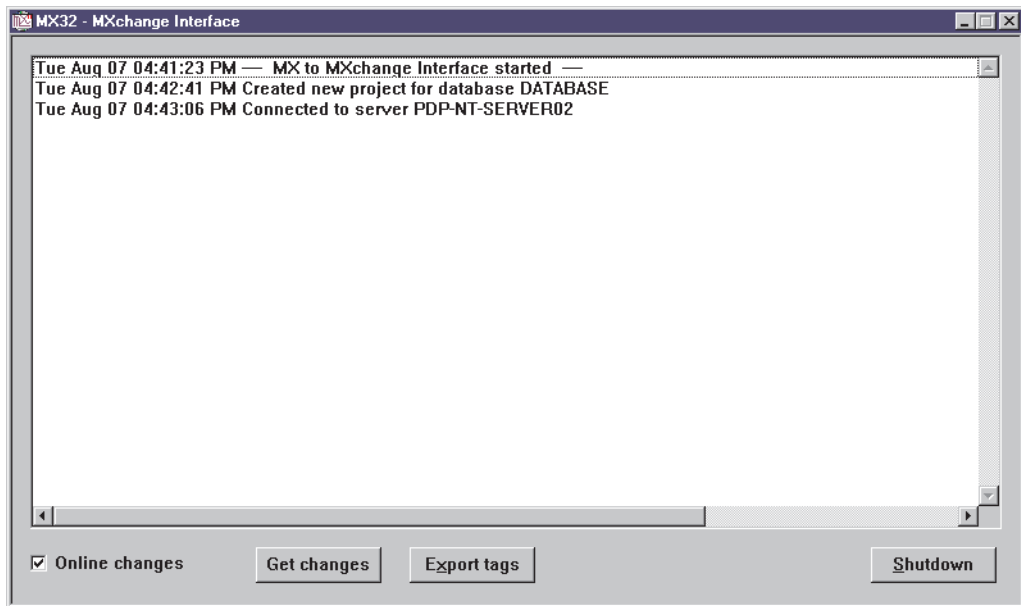 MX32 - MXchange Interface
Tue Aug 07 04:41:23 PM — MX to MXchange Interface started —
Tue Aug 07 04:42:41 PM Created new project for database DATABASE
Tue Aug 07 04:43:06 PM Connected to server PDP-NT-SERVER02
Online changes Get changes Export tags Shutdown